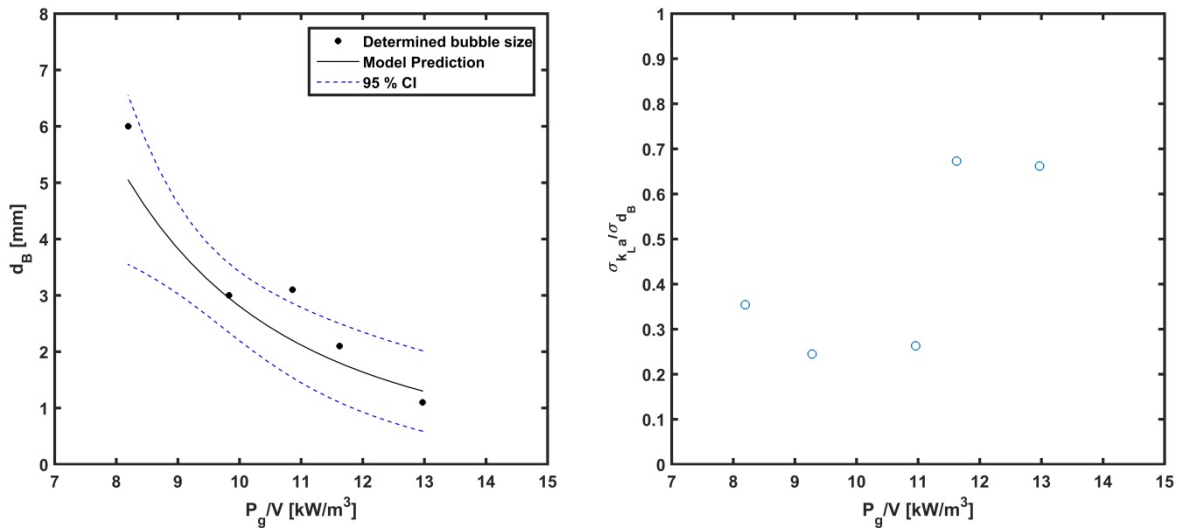 8
7
6
5
4
3
2
1
0
d_B [mm]
7 8 9 10 11 12 13 14 15
P_g/V [kW/m^3]
Determined bubble size
Model Prediction
95 % CI
1
0.9
0.8
0.7
0.6
0.5
0.4
0.3
0.2
0.1
0
σ_{k_L a}/σ_{d_B}
7 8 9 10 11 12 13 14 15
P_g/V [kW/m^3]